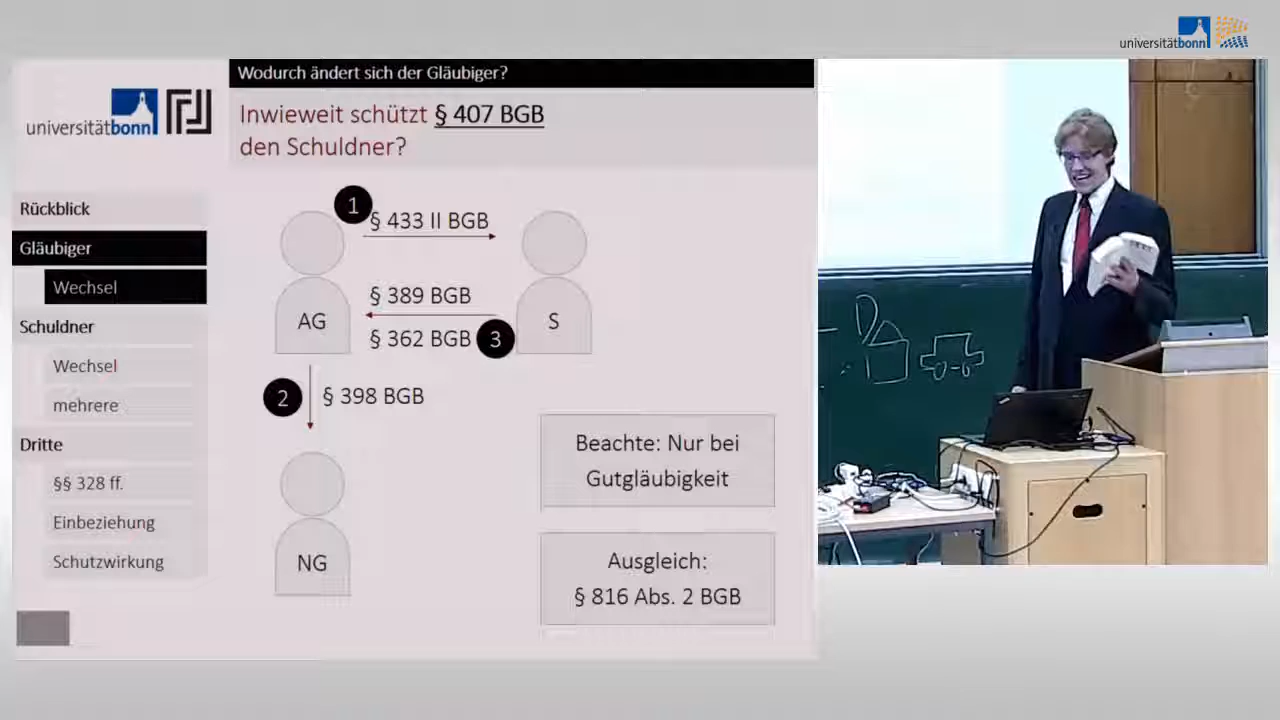 universitätbonn
Wodurch ändert sich der Gläubiger?
universitätbonn
Inwieweit schützt § 407 BGB
den Schuldner?
Rückblick
Gläubiger
Wechsel
Schuldner
Wechsel
mehrere
Dritte
§§ 328 ff.
Einbeziehung
Schutzwirkung
1
§ 433 II BGB
§ 389 BGB
AG
S
§ 362 BGB
3
2
§ 398 BGB
Beachte: Nur bei
Gutgläubigkeit
NG
Ausgleich:
§ 816 Abs. 2 BGB
D